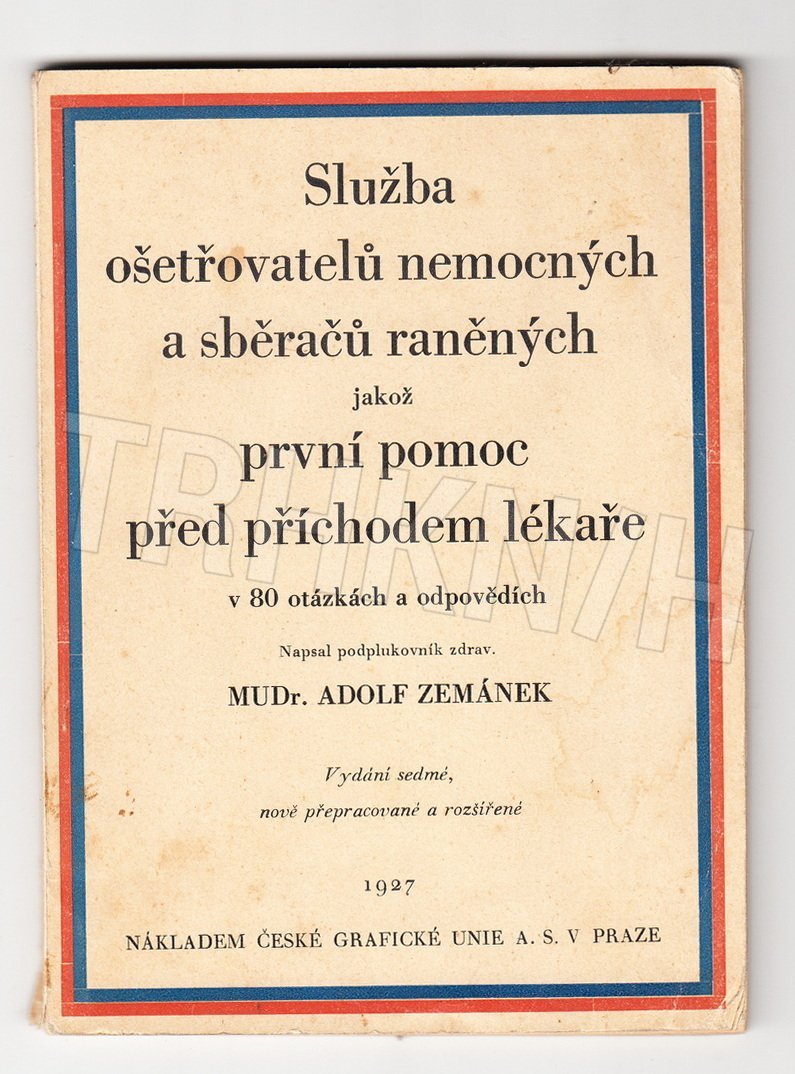 Služba
ošetřovatelů nemocných
a sběračů raněných
jakož
první pomoc
před příchodem lékaře
v 80 otázkách a odpovědích
Napsal podplukovník zdrav.
MUDr. ADOLF ZEMÁNEK
Vydání sedmé,
nově přepracované a rozšířené
1927
NÁKLADEM ČESKÉ GRAFICKÉ UNIE A. S. V PRAZE
TRHKNIH